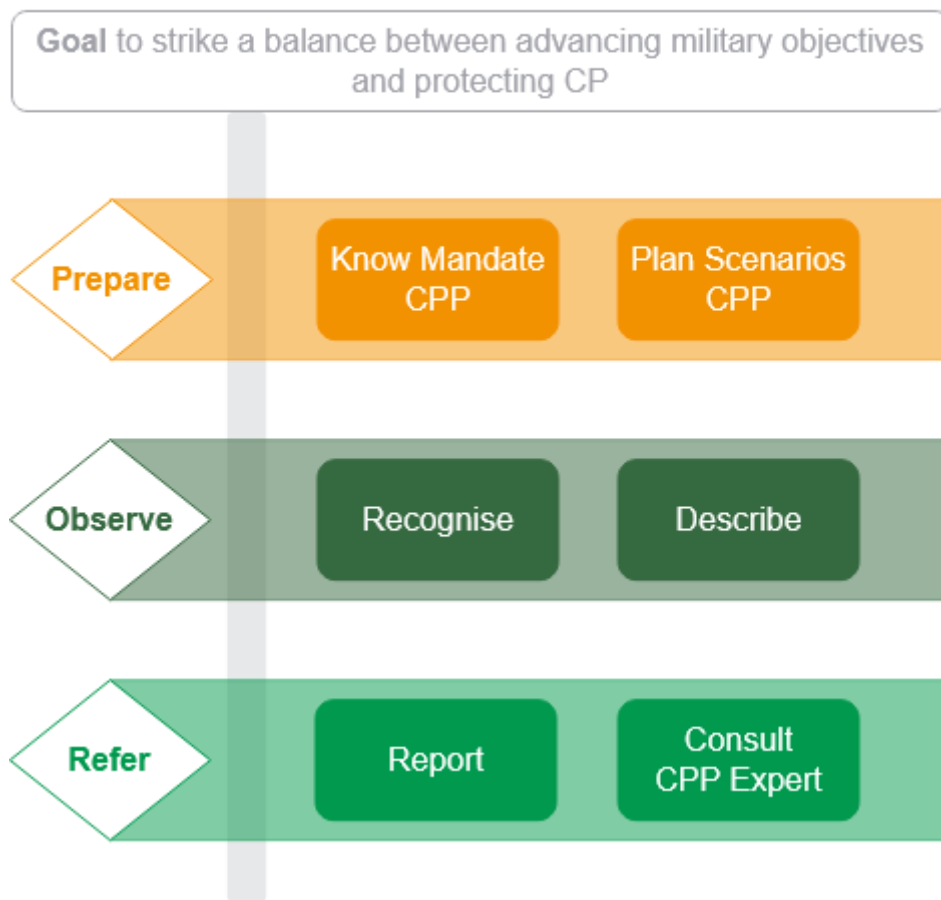 Goal to strike a balance between advancing military objectives
and protecting CP
Prepare
Know Mandate
CPP
Plan Scenarios
CPP
Observe
Recognise
Describe
Refer
Report
Consult
CPP Expert